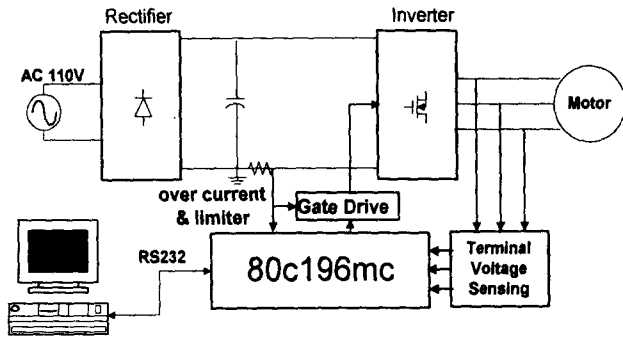 Rectifier
Inverter
AC 110V
Motor
over current
& limiter
Gate Drive
RS232
80c196mc
Terminal
Voltage
Sensing